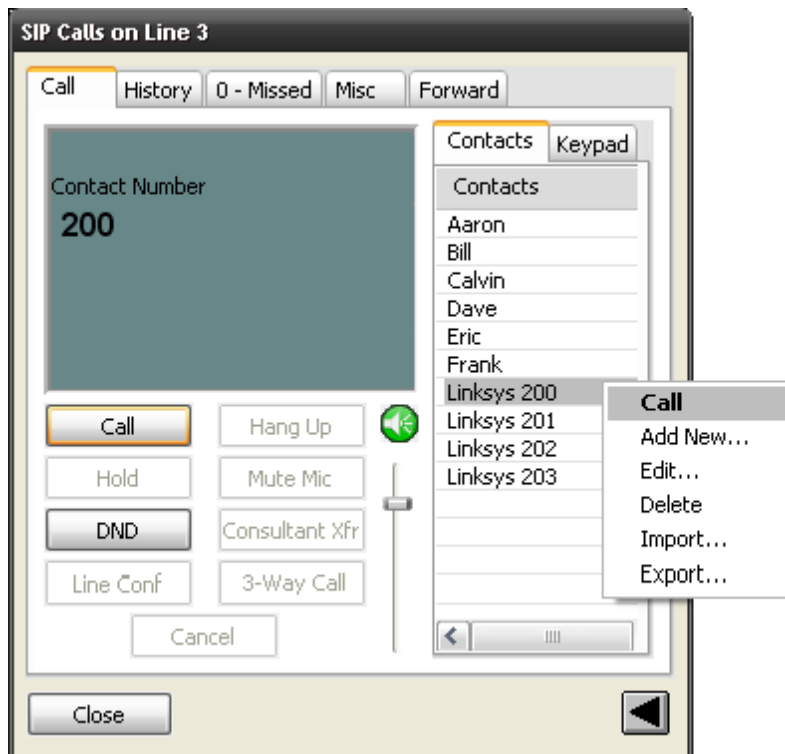 SIP Calls on Line 3
Call
History
0 - Missed
Misc
Forward
Contact Number
200
Contacts
Keypad
Contacts
Aaron
Bill
Calvin
Dave
Eric
Frank
Linksys 200
Linksys 201
Linksys 202
Linksys 203
Call
Add New...
Edit...
Delete
Import...
Export...
Call
Hang Up
Hold
Mute Mic
DND
Consultant Xfr
Line Conf
3-Way Call
Cancel
Close